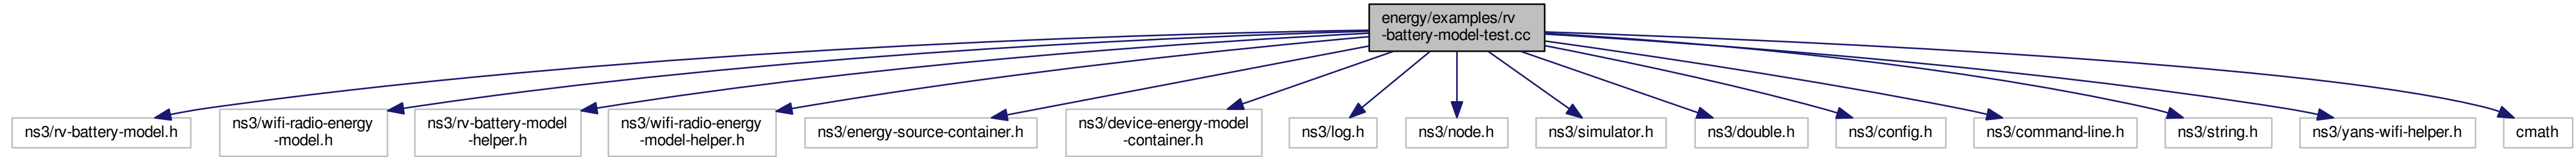 energy/examples/rv
-battery-model-test.cc
ns3/rv-battery-model.h
ns3/wifi-radio-energy
-model.h
ns3/rv-battery-model
-helper.h
ns3/wifi-radio-energy
-model-helper.h
ns3/energy-source-container.h
ns3/device-energy-model
-container.h
ns3/log.h
ns3/node.h
ns3/simulator.h
ns3/double.h
ns3/config.h
ns3/command-line.h
ns3/string.h
ns3/yans-wifi-helper.h
cmath